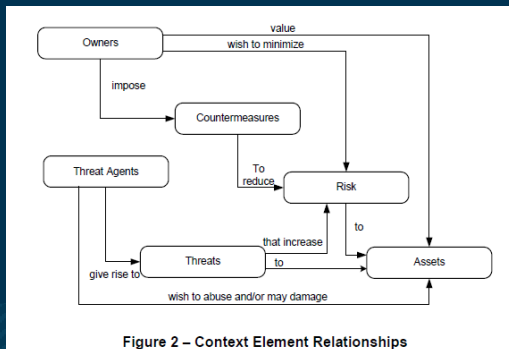 value
Owners
wish to minimize
impose
Countermeasures
To
reduce
Threat Agents
Risk
that increase
to
Threats
to
Assets
give rise to
wish to abuse and/or may damage
Figure 2 – Context Element Relationships